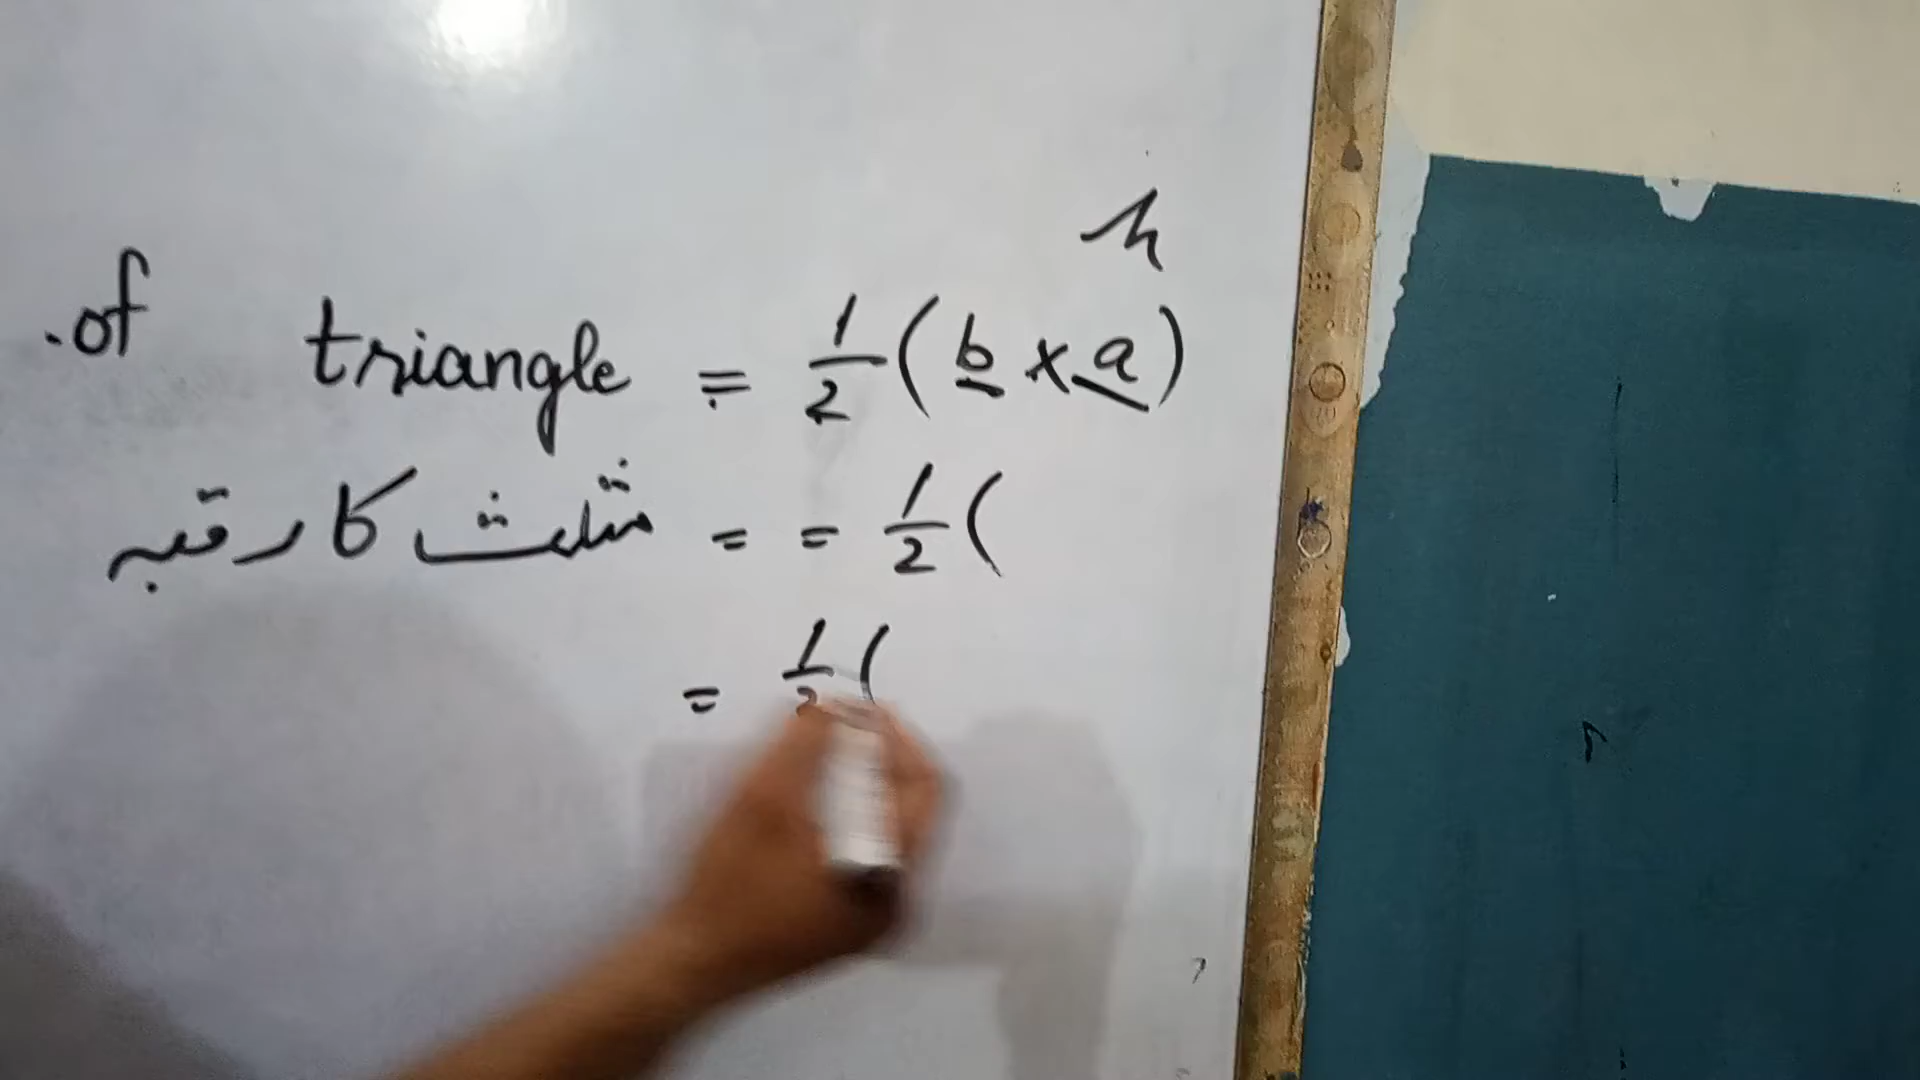 h
.of triangle = 1/2 (b × a)
مثلث کا رقبہ = = 1/2 (
= 1/2 (